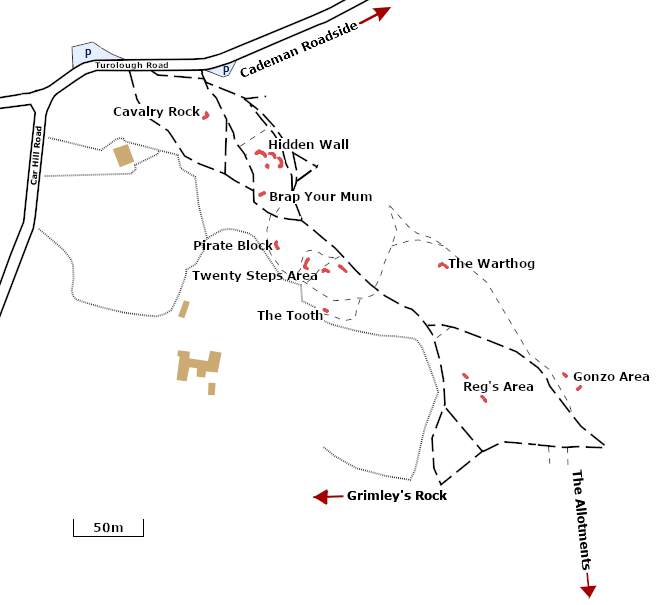 Cademan Roadside
P
Turolough Road
P
Cavalry Rock
Car Hill Road
Hidden Wall
Brap Your Mum
Pirate Block
The Warthog
Twenty Steps Area
The Tooth
Gonzo Area
Reg's Area
Grimley's Rock
The Allotments
50m